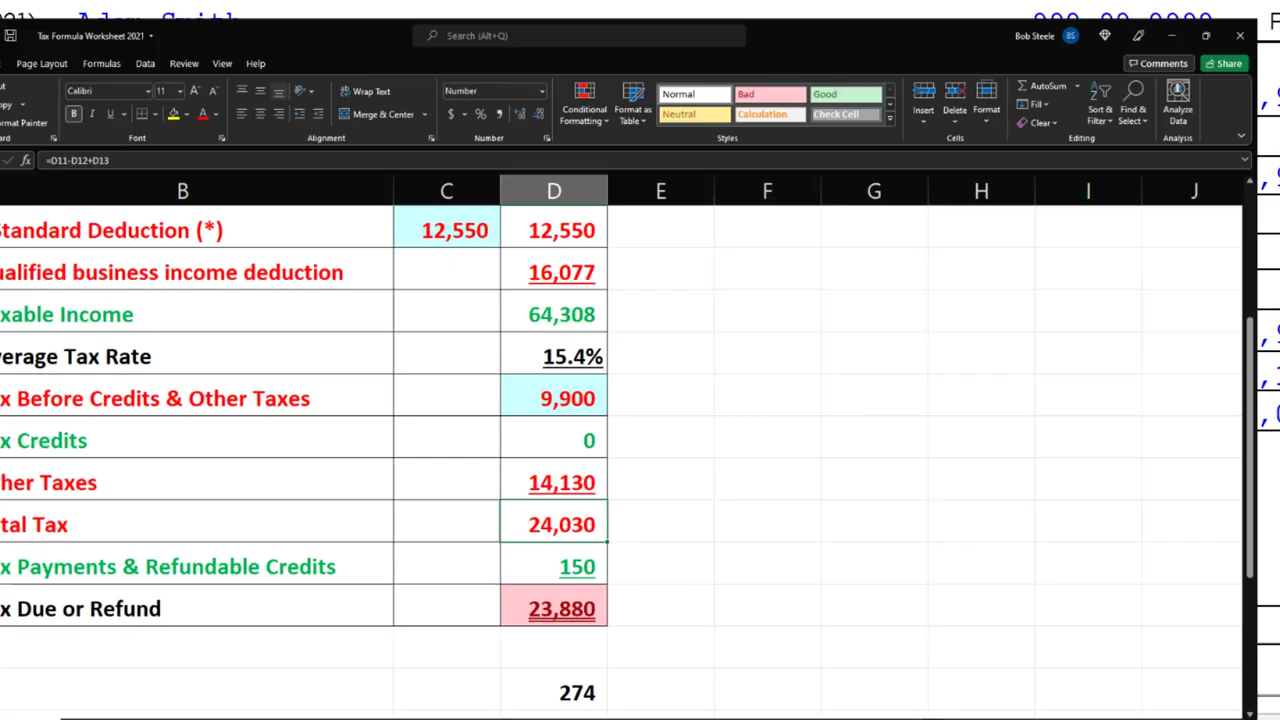 Adam Smith
Tax Formula Worksheet 2021
Search (Alt+Q)
Bob Steele
BS
Page Layout Formulas Data Review View Help
Comments
Share
Calibri 11
Wrap Text
Number
Conditional Formatting
Format as Table
Normal Bad Good
Neutral Calculation Check Cell
Insert Delete Format
AutoSum
Fill
Clear
Sort & Filter
Find & Select
Analyze Data
B I U
Merge & Center
$ % ,
Font Alignment Number Styles Cells Editing Analysis
fx =D11-D12+D13
B C D E F G H I J
Standard Deduction (*) 12,550 12,550
ualified business income deduction 16,077
xable Income 64,308
verage Tax Rate 15.4%
x Before Credits & Other Taxes 9,900
x Credits 0
her Taxes 14,130
tal Tax 24,030
x Payments & Refundable Credits 150
x Due or Refund 23,880
274